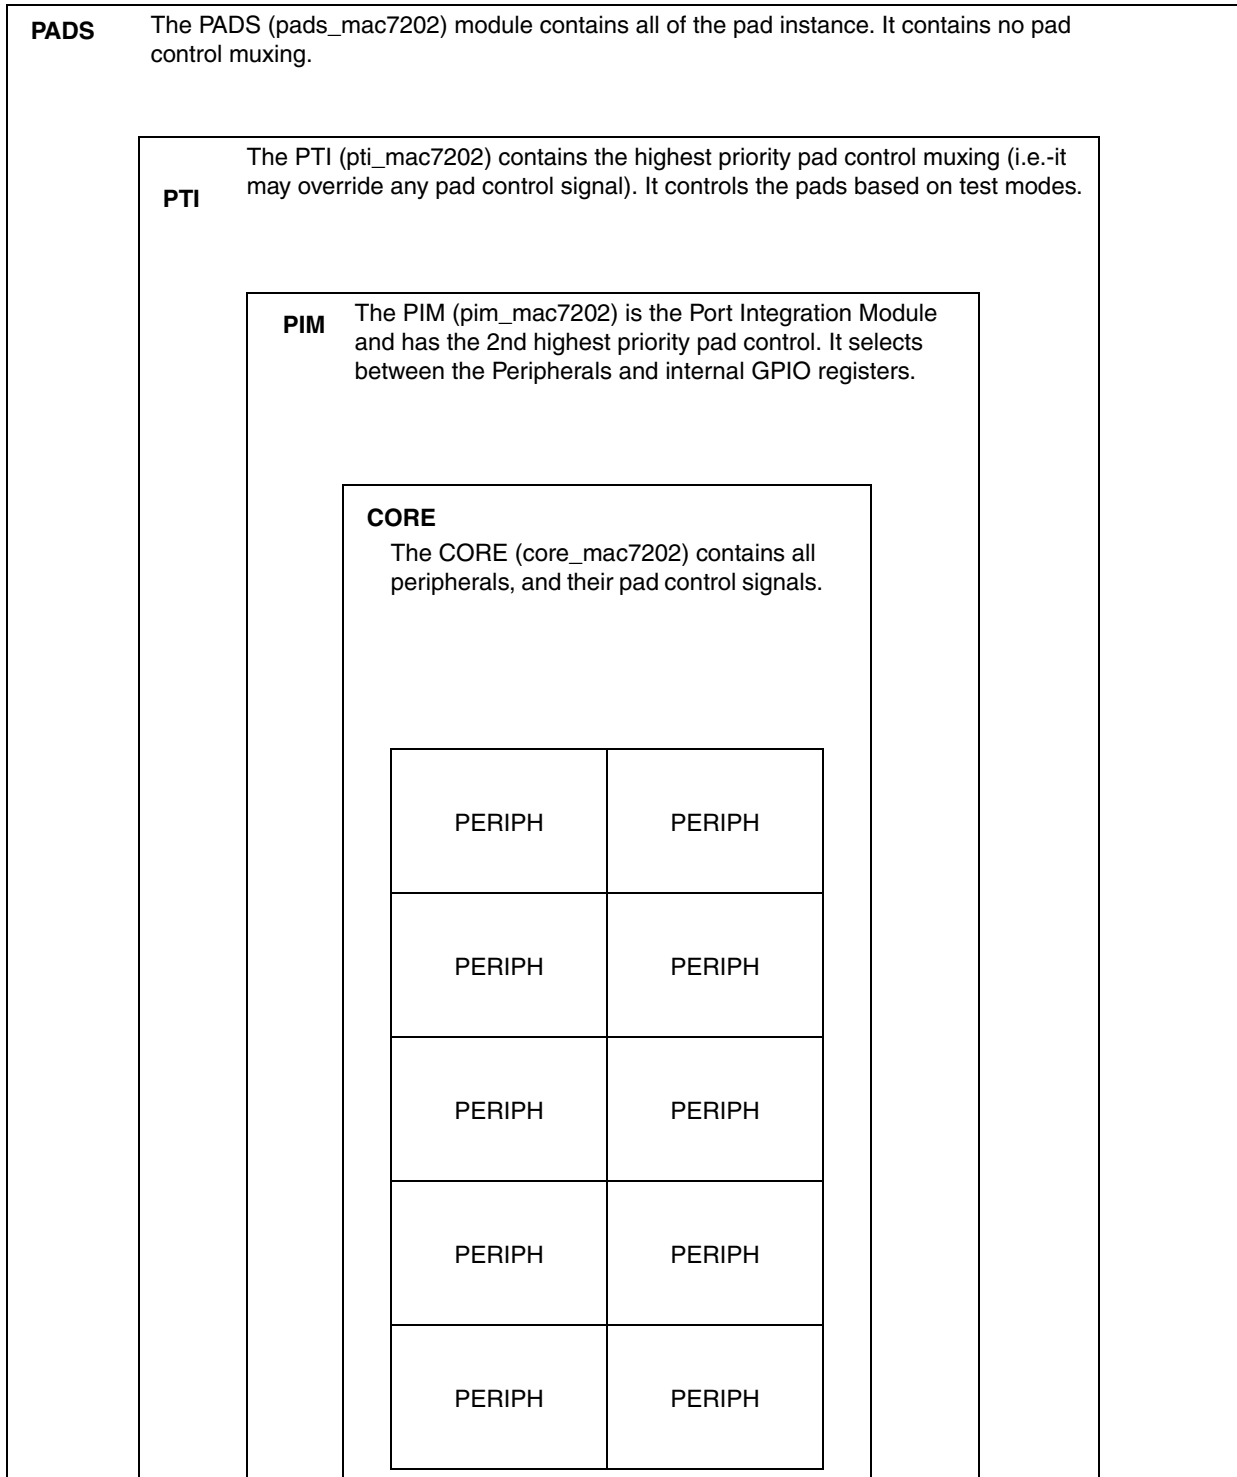 PADS
The PADS (pads_mac7202) module contains all of the pad instance. It contains no pad
control muxing.
PTI
The PTI (pti_mac7202) contains the highest priority pad control muxing (i.e.-it
may override any pad control signal). It controls the pads based on test modes.
PIM
The PIM (pim_mac7202) is the Port Integration Module
and has the 2nd highest priority pad control. It selects
between the Peripherals and internal GPIO registers.
CORE
The CORE (core_mac7202) contains all
peripherals, and their pad control signals.
PERIPH
PERIPH
PERIPH
PERIPH
PERIPH
PERIPH
PERIPH
PERIPH
PERIPH
PERIPH